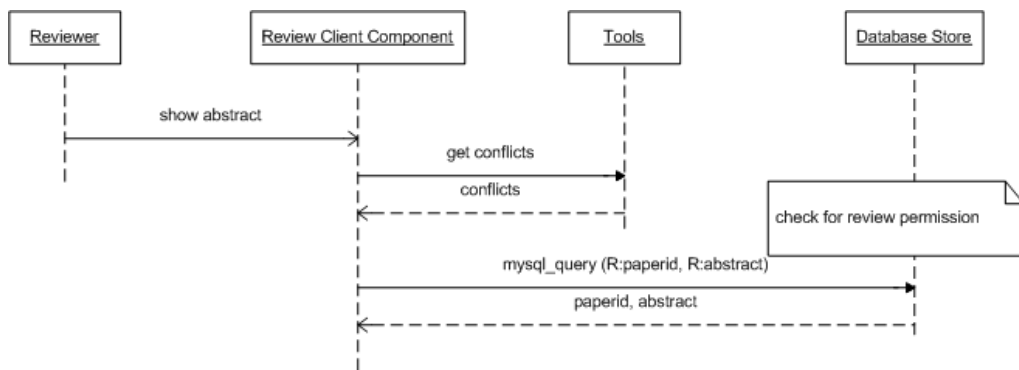 Reviewer
Review Client Component
Tools
Database Store
show abstract
get conflicts
conflicts
check for review permission
mysql_query (R:paperid, R:abstract)
paperid, abstract